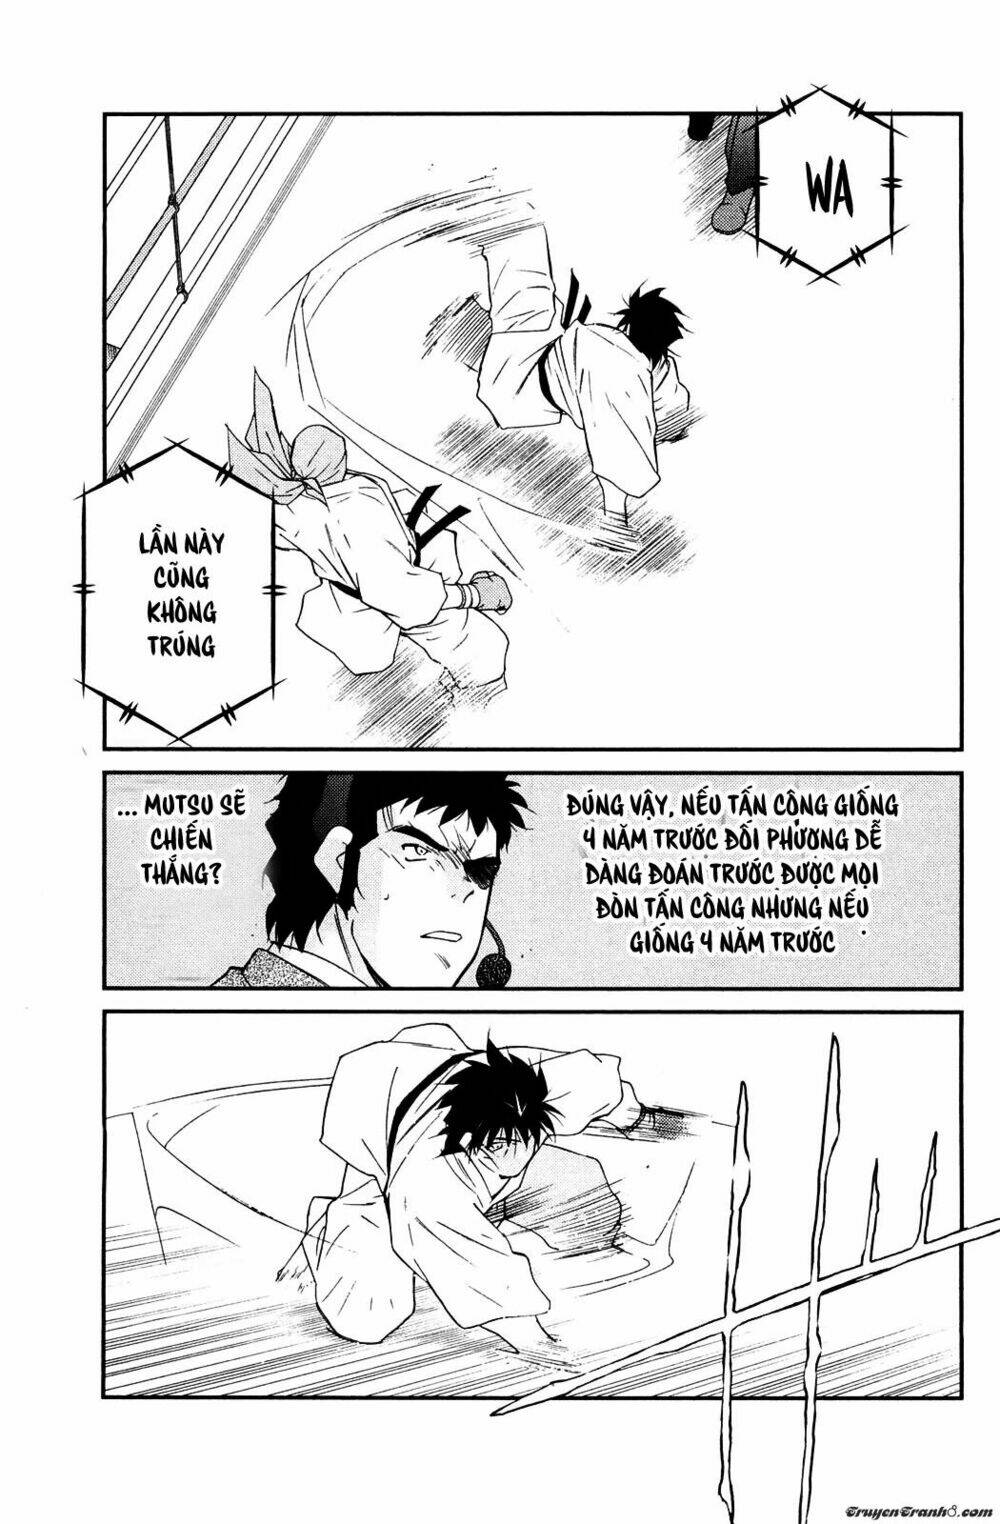 WA
LẦN NÀY
CŨNG
KHÔNG
TRÚNG
ĐÚNG VẬY, NẾU TẤN CÔNG GIỐNG
4 NĂM TRƯỚC ĐỐI PHƯƠNG DỄ
DÀNG ĐOÁN TRƯỚC ĐƯỢC MỌI
ĐÒN TẤN CÔNG NHƯNG NẾU
GIỐNG 4 NĂM TRƯỚC
... MUTSU SẼ
CHIẾN
THẮNG?
TruyenTranh8.com